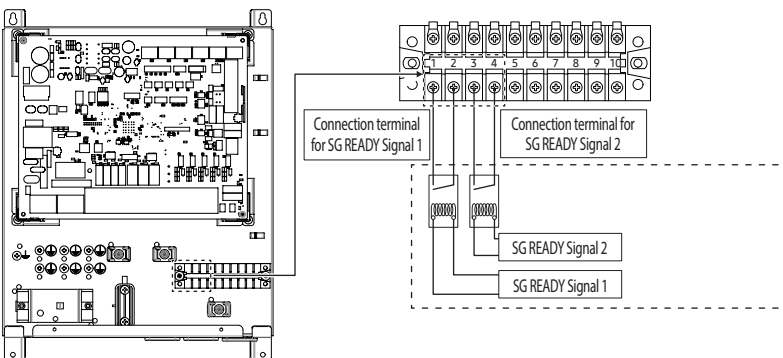 1 2 3 4 5 6 7 8 9 10
Connection terminal
for SG READY Signal 1
Connection terminal for
SG READY Signal 2
SG READY Signal 2
SG READY Signal 1